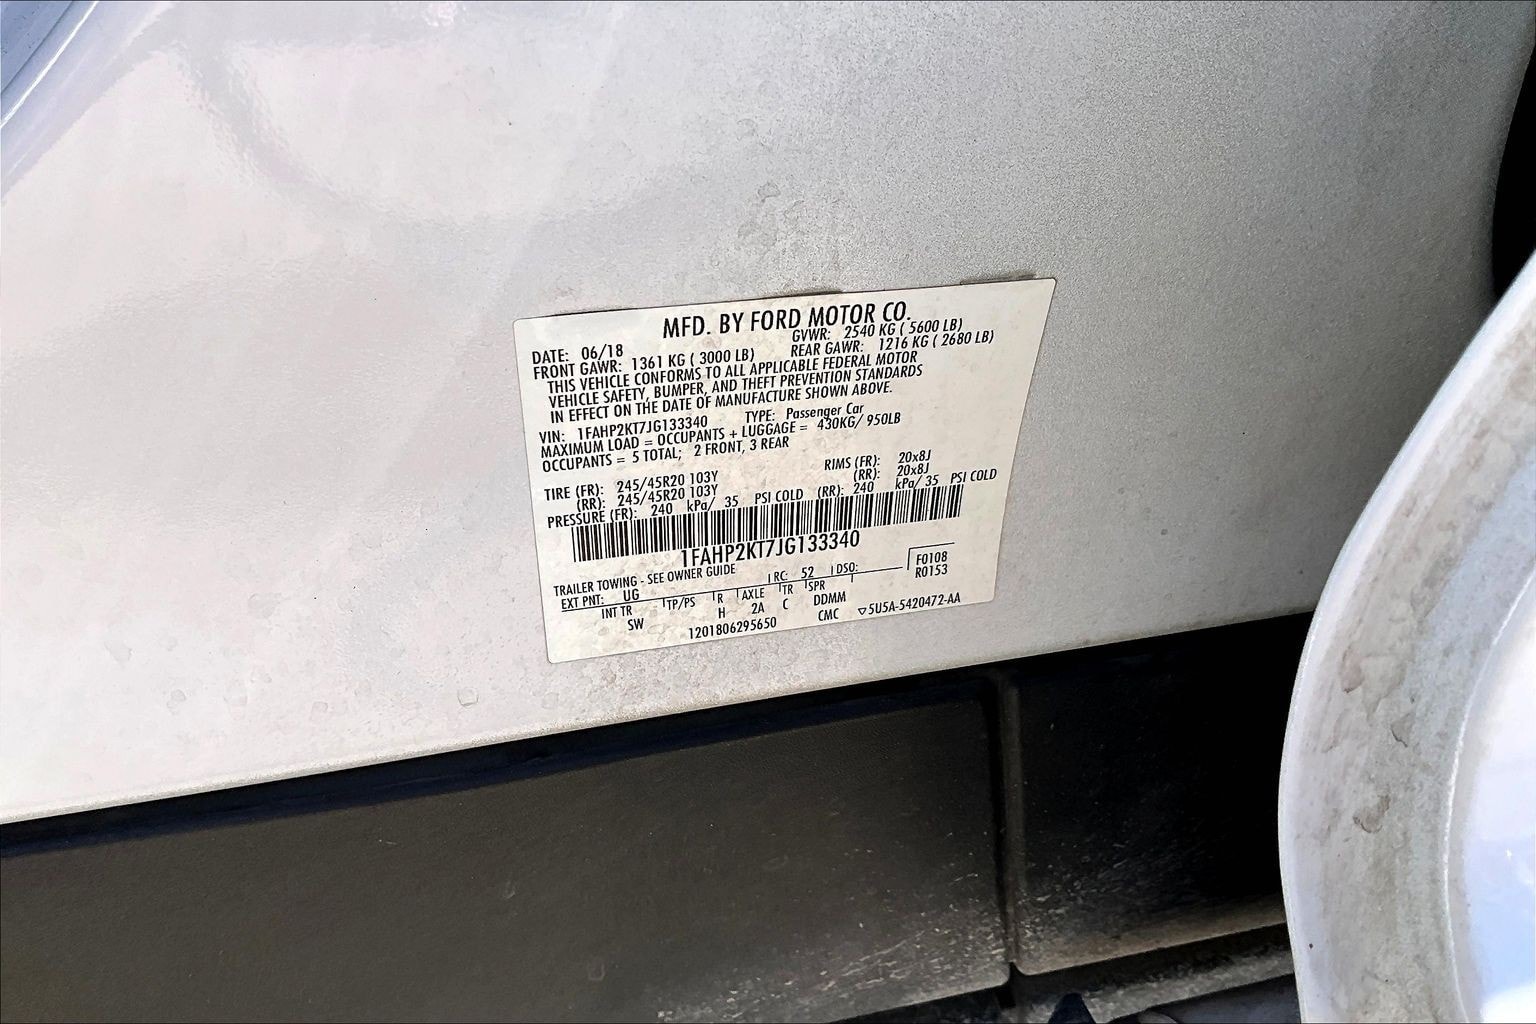 MFD. BY FORD MOTOR CO.
DATE: 06/18 GVWR: 2540 KG ( 5600 LB)
FRONT GAWR: 1361 KG ( 3000 LB) REAR GAWR: 1216 KG ( 2680 LB)
THIS VEHICLE CONFORMS TO ALL APPLICABLE FEDERAL MOTOR
VEHICLE SAFETY, BUMPER, AND THEFT PREVENTION STANDARDS
IN EFFECT ON THE DATE OF MANUFACTURE SHOWN ABOVE.
VIN: 1FAHP2KT7JG133340 TYPE: Passenger Car
MAXIMUM LOAD = OCCUPANTS + LUGGAGE = 430KG/ 950LB
OCCUPANTS = 5 TOTAL; 2 FRONT, 3 REAR
TIRE (FR): 245/45R20 103Y RIMS (FR): 20x8J
(RR): 245/45R20 103Y (RR): 20x8J
PRESSURE (FR): 240 kPa/ 35 PSI COLD (RR): 240 kPa/ 35 PSI COLD
1FAHP2KT7JG133340
TRAILER TOWING - SEE OWNER GUIDE
EXT PNT: UG RC: 52 DSO: F0108
R0153
INT TR TP/PS R AXLE TR SPR
SW H 2A C DDMM
1201806295650 CMC ▽5U5A-5420472-AA